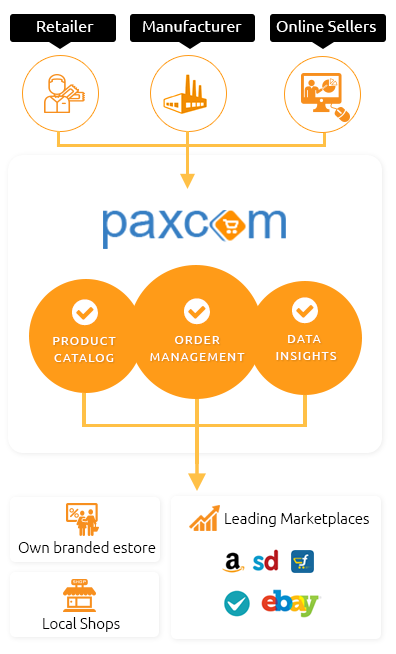 Retailer
Manufacturer
Online Sellers
paxcom
PRODUCT
CATALOG
ORDER
MANAGEMENT
DATA
INSIGHTS
%
Own branded estore
SHOP
Local Shops
Leading Marketplaces
a
sd
f
ebay